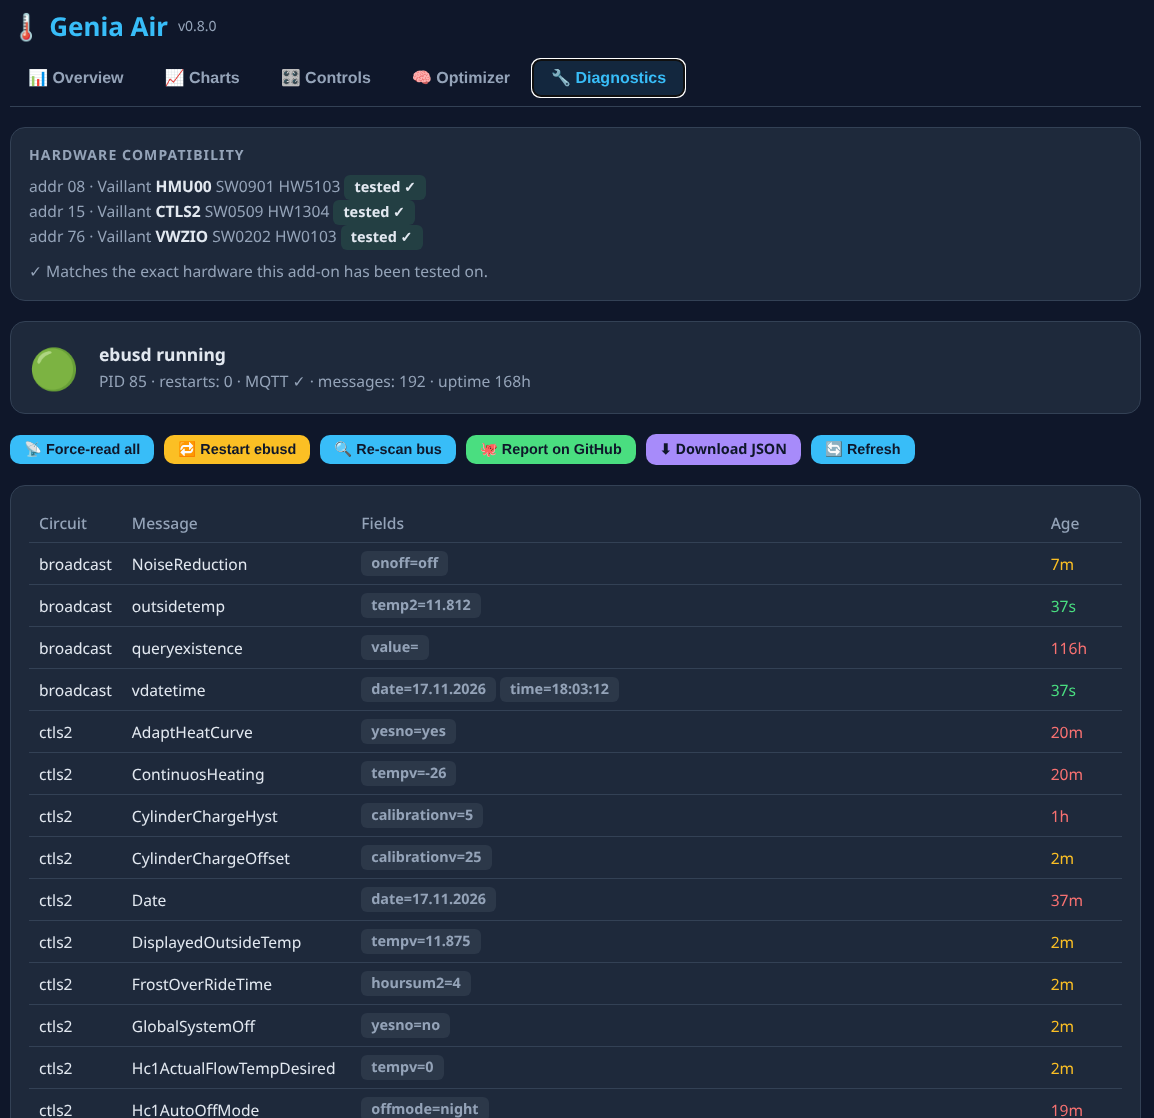 Genia Air v0.8.0
Overview Charts Controls Optimizer Diagnostics
HARDWARE COMPATIBILITY
addr 08 · Vaillant HMU00 SW0901 HW5103 tested ✓
addr 15 · Vaillant CTLS2 SW0509 HW1304 tested ✓
addr 76 · Vaillant VWZIO SW0202 HW0103 tested ✓
✓ Matches the exact hardware this add-on has been tested on.
ebusd running
PID 85 · restarts: 0 · MQTT ✓ · messages: 192 · uptime 168h
Force-read all Restart ebusd Re-scan bus Report on GitHub ⬇ Download JSON Refresh
Circuit Message Fields Age
broadcast NoiseReduction onoff=off 7m
broadcast outsidetemp temp2=11.812 37s
broadcast queryexistence value= 116h
broadcast vdatetime date=17.11.2026 time=18:03:12 37s
ctls2 AdaptHeatCurve yesno=yes 20m
ctls2 ContinuosHeating tempv=-26 20m
ctls2 CylinderChargeHyst calibrationv=5 1h
ctls2 CylinderChargeOffset calibrationv=25 2m
ctls2 Date date=17.11.2026 37m
ctls2 DisplayedOutsideTemp tempv=11.875 2m
ctls2 FrostOverRideTime hoursum2=4 2m
ctls2 GlobalSystemOff yesno=no 2m
ctls2 Hc1ActualFlowTempDesired tempv=0 2m
ctls2 Hc1AutoOffMode offmode=night 19m